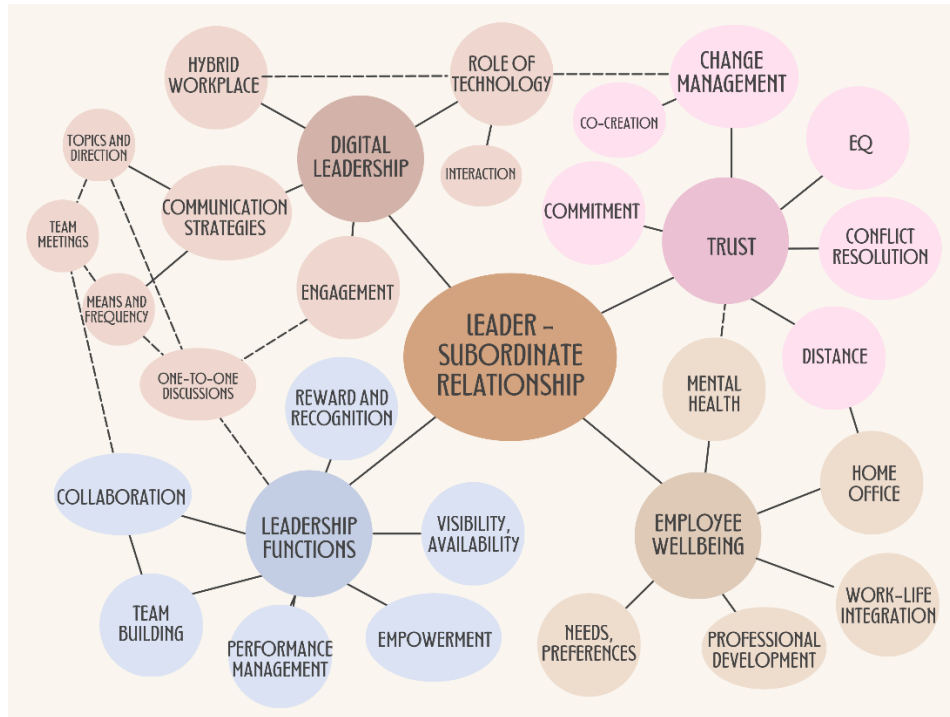 HYBRID
WORKPLACE
ROLE OF
TECHNOLOGY
CHANGE
MANAGEMENT
CO-CREATION
TOPICS AND
DIRECTION
DIGITAL
LEADERSHIP
INTERACTION
EQ
COMMUNICATION
STRATEGIES
COMMITMENT
TRUST
CONFLICT
RESOLUTION
TEAM
MEETINGS
MEANS AND
FREQUENCY
ENGAGEMENT
LEADER –
SUBORDINATE
RELATIONSHIP
DISTANCE
ONE-TO-ONE
DISCUSSIONS
REWARD AND
RECOGNITION
MENTAL
HEALTH
COLLABORATION
LEADERSHIP
FUNCTIONS
VISIBILITY,
AVAILABILITY
EMPLOYEE
WELLBEING
HOME
OFFICE
TEAM
BUILDING
PERFORMANCE
MANAGEMENT
EMPOWERMENT
NEEDS,
PREFERENCES
PROFESSIONAL
DEVELOPMENT
WORK-LIFE
INTEGRATION